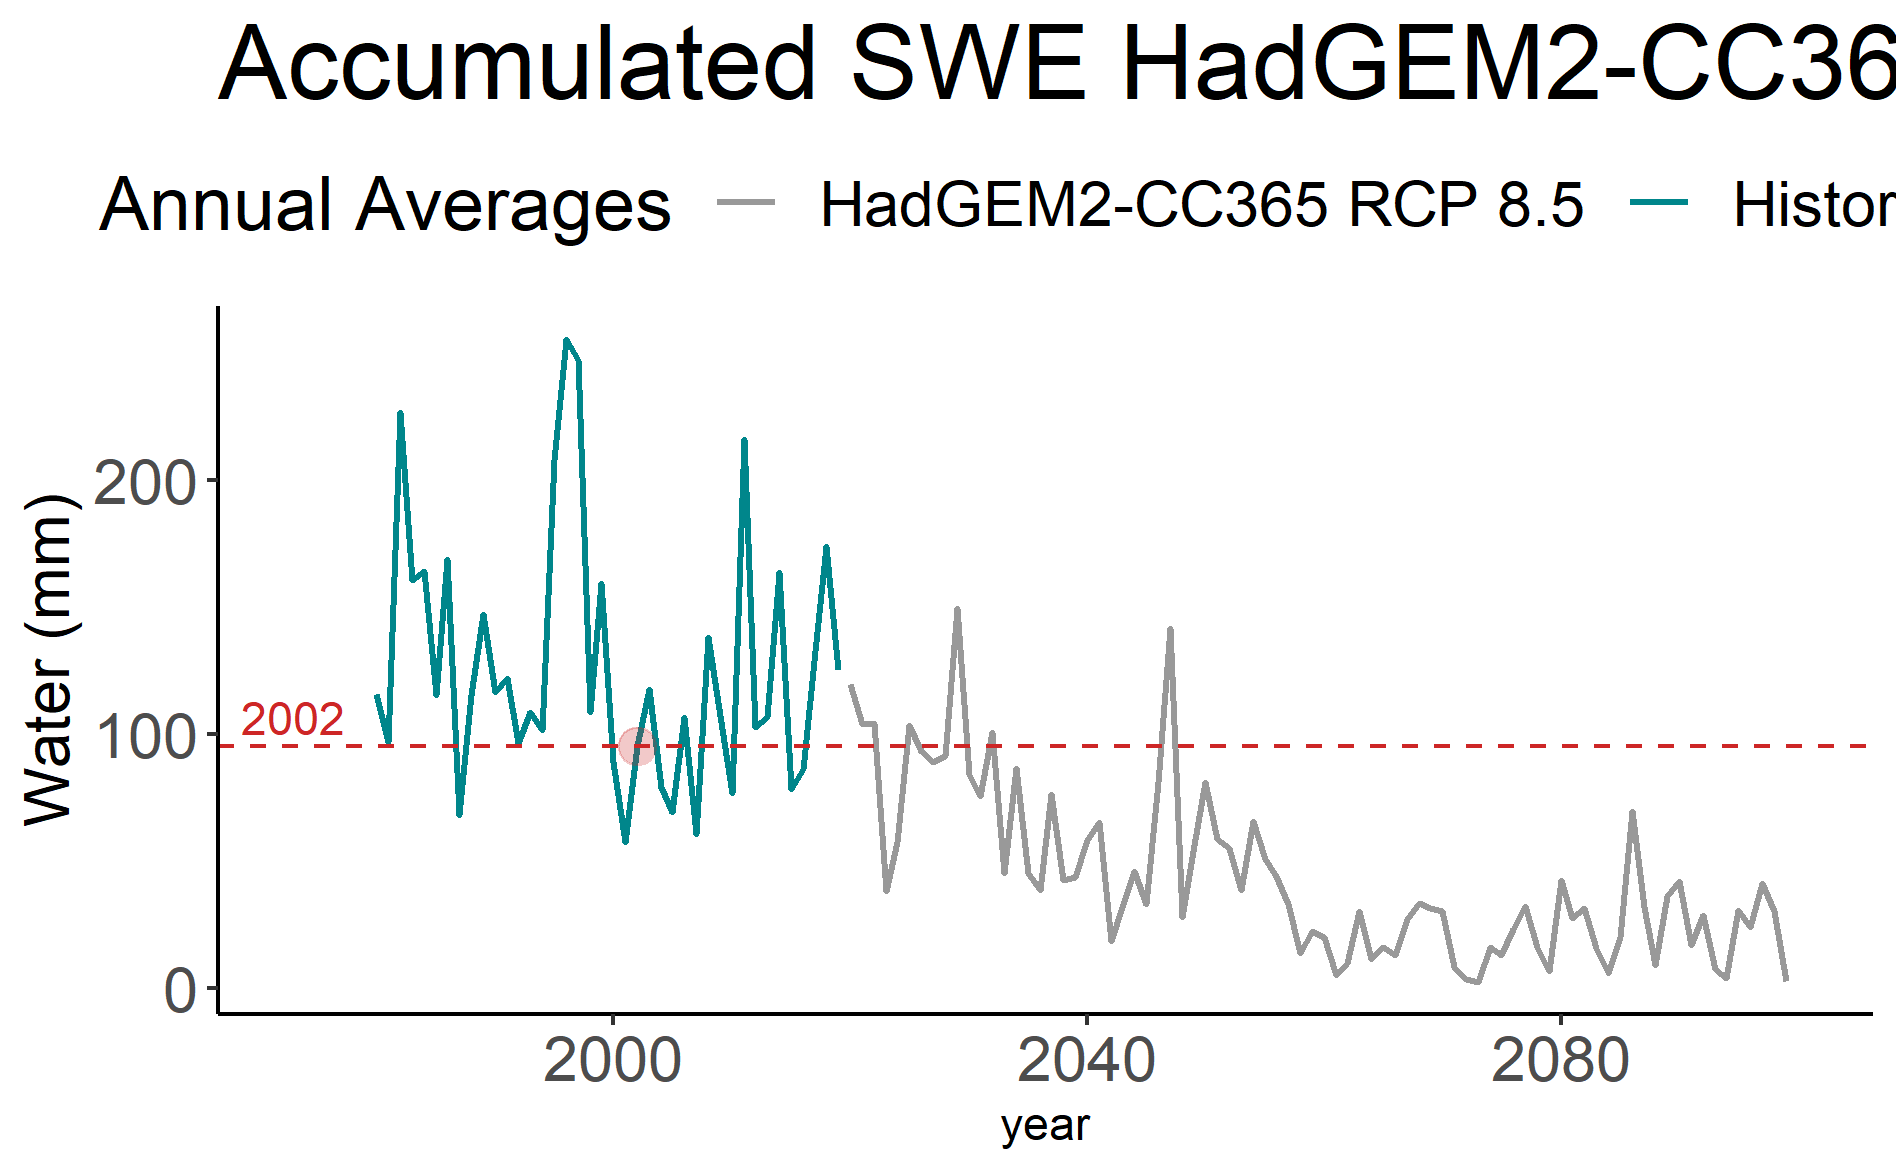 Accumulated SWE HadGEM2-CC36
Annual Averages HadGEM2-CC365 RCP 8.5 Histor
Water (mm)
200
100
0
2002
2000 2040 2080
year